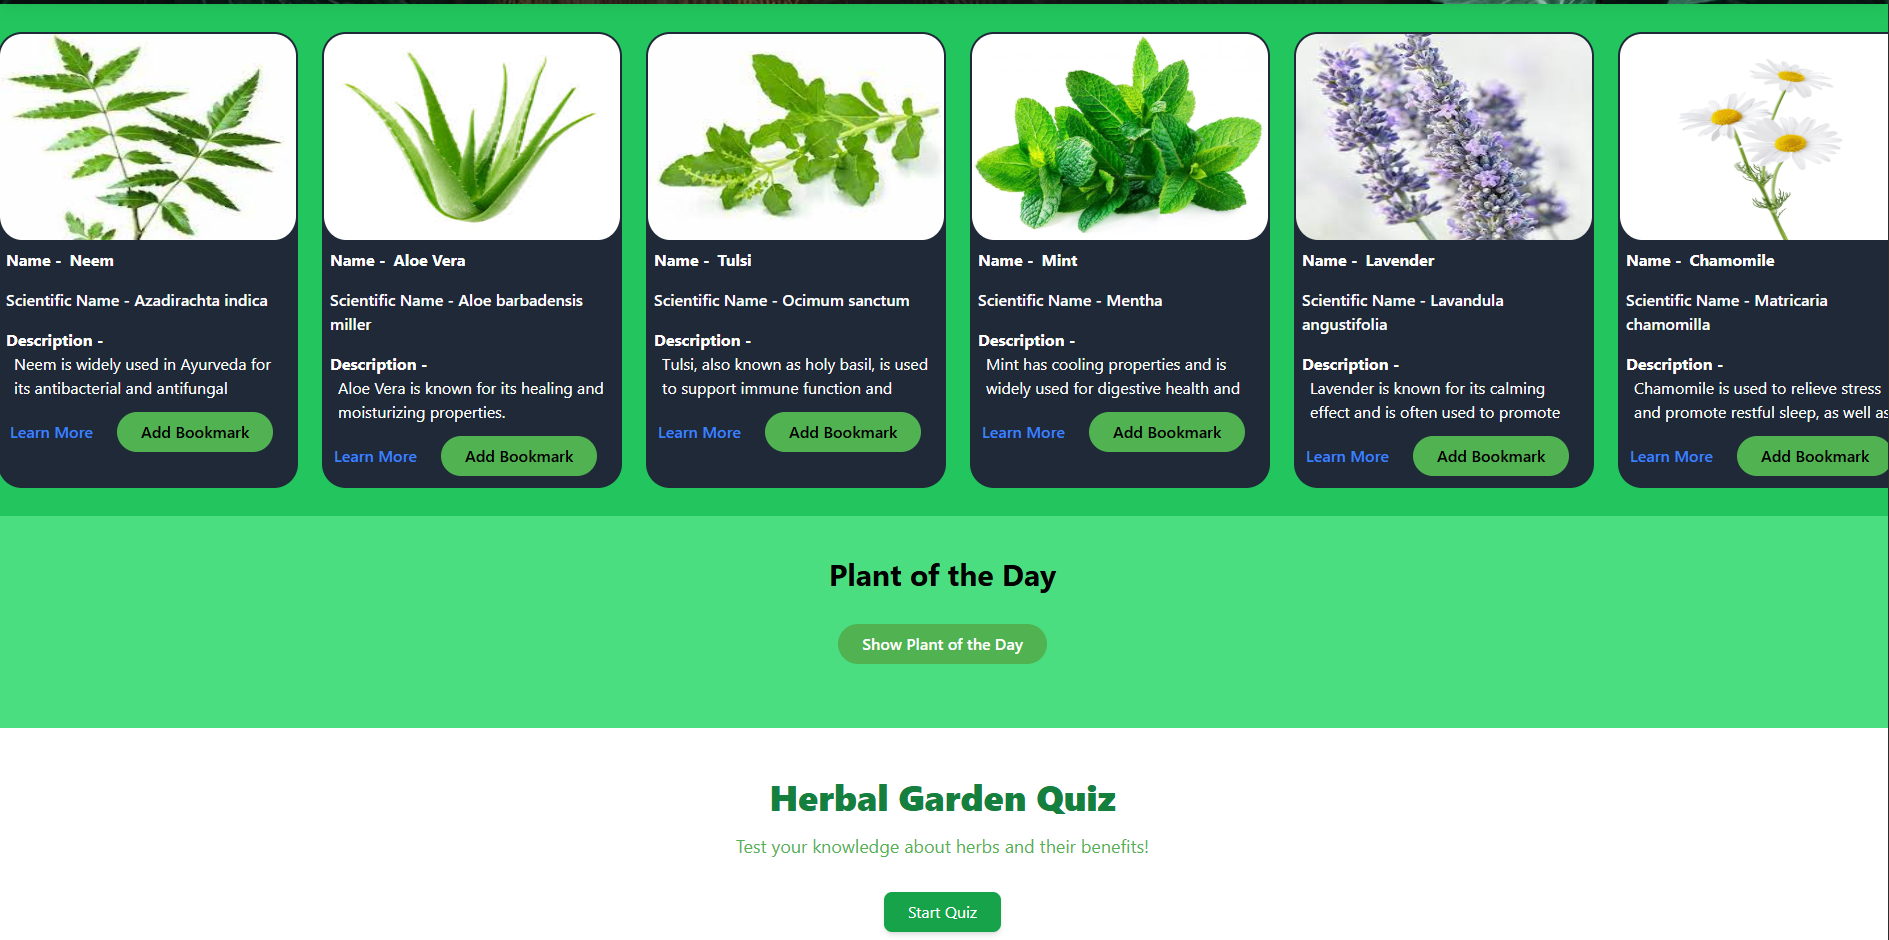 Name - Neem
Scientific Name - Azadirachta indica
Description -
Neem is widely used in Ayurveda for
its antibacterial and antifungal
Learn More
Add Bookmark
Name - Aloe Vera
Scientific Name - Aloe barbadensis
miller
Description -
Aloe Vera is known for its healing and
moisturizing properties.
Learn More
Add Bookmark
Name - Tulsi
Scientific Name - Ocimum sanctum
Description -
Tulsi, also known as holy basil, is used
to support immune function and
Learn More
Add Bookmark
Name - Mint
Scientific Name - Mentha
Description -
Mint has cooling properties and is
widely used for digestive health and
Learn More
Add Bookmark
Name - Lavender
Scientific Name - Lavandula
angustifolia
Description -
Lavender is known for its calming
effect and is often used to promote
Learn More
Add Bookmark
Name - Chamomile
Scientific Name - Matricaria
chamomilla
Description -
Chamomile is used to relieve stress
and promote restful sleep, as well as
Learn More
Add Bookmark
Plant of the Day
Show Plant of the Day
Herbal Garden Quiz
Test your knowledge about herbs and their benefits!
Start Quiz